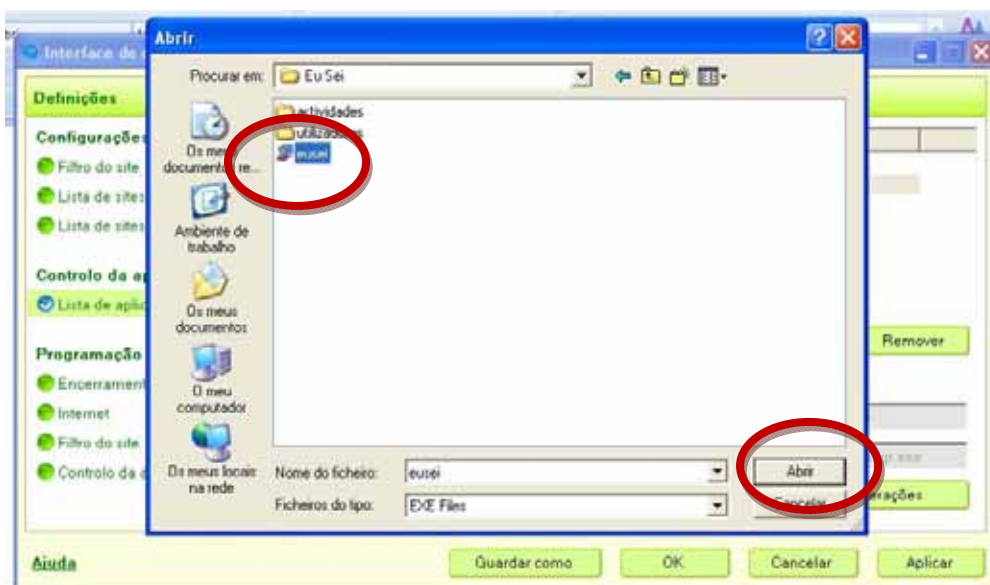 Abrir
Interface de
Procurar em: Eu Sei
Definições
actividades
utilizadores
eusei
Configurações
Os meus documentos re...
Filtro do site
Lista de sites
Lista de sites
Ambiente de trabalho
Controlo da
Lista de aplic
Os meus documentos
Remover
Programação
Encerrament
O meu computador
Internet
Filtro do site
Controlo da
Os meus locais na rede
Nome do ficheiro: eusei
Abrir
Ficheiros do tipo: EXE Files
Cancelar
erações
Ajuda
Guardar como
OK
Cancelar
Aplicar